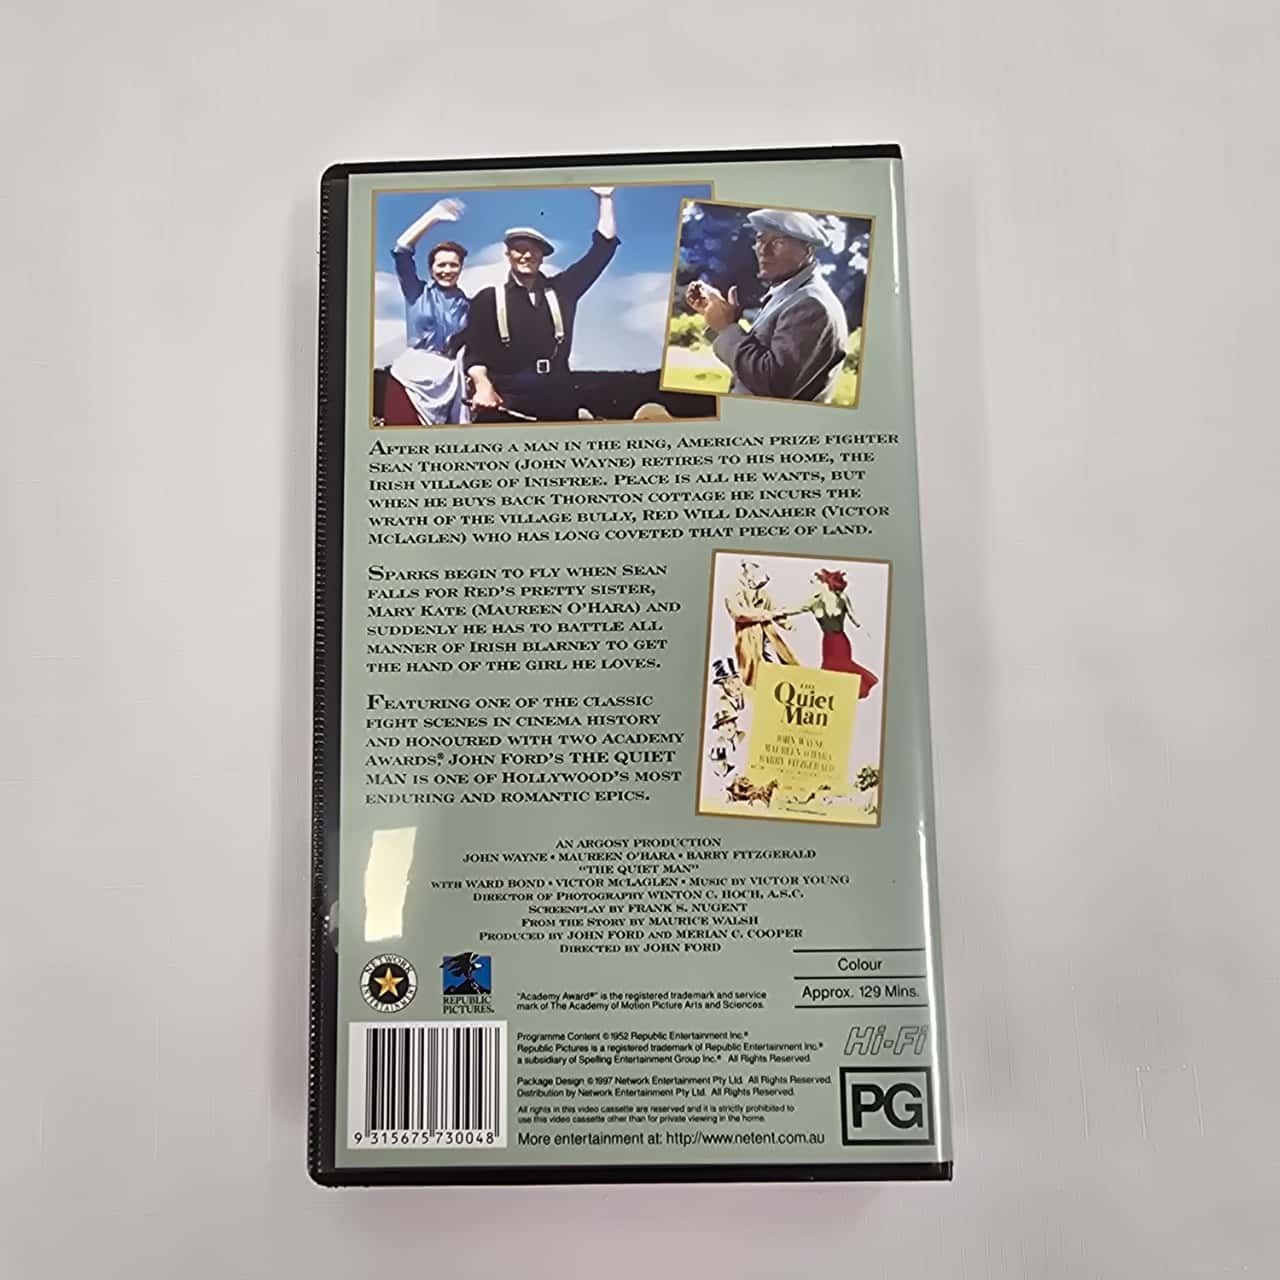 AFTER KILLING A MAN IN THE RING, AMERICAN PRIZE FIGHTER
SEAN THORNTON (JOHN WAYNE) RETIRES TO HIS HOME, THE
IRISH VILLAGE OF INISFREE. PEACE IS ALL HE WANTS, BUT
WHEN HE BUYS BACK THORNTON COTTAGE HE INCURS THE
WRATH OF THE VILLAGE BULLY, RED WILL DANAHER (VICTOR
MCLAGLEN) WHO HAS LONG COVETED THAT PIECE OF LAND.
SPARKS BEGIN TO FLY WHEN SEAN
FALLS FOR RED'S PRETTY SISTER,
MARY KATE (MAUREEN O'HARA) AND
SUDDENLY HE HAS TO BATTLE ALL
MANNER OF IRISH BLARNEY TO GET
THE HAND OF THE GIRL HE LOVES.
FEATURING ONE OF THE CLASSIC
FIGHT SCENES IN CINEMA HISTORY
AND HONOURED WITH TWO ACADEMY
AWARDS®, JOHN FORD'S THE QUIET
MAN IS ONE OF HOLLYWOOD'S MOST
ENDURING AND ROMANTIC EPICS.
THE
Quiet
Man
JOHN WAYNE
MAUREEN O'HARA
BARRY FITZGERALD
AN ARGOSY PRODUCTION
JOHN WAYNE • MAUREEN O'HARA • BARRY FITZGERALD
"THE QUIET MAN"
WITH WARD BOND • VICTOR MCLAGLEN • MUSIC BY VICTOR YOUNG
DIRECTOR OF PHOTOGRAPHY WINTON C. HOCH, A.S.C.
SCREENPLAY BY FRANK S. NUGENT
FROM THE STORY BY MAURICE WALSH
PRODUCED BY JOHN FORD AND MERIAN C. COOPER
DIRECTED BY JOHN FORD
NETWORK
ENTERTAINMENT
REPUBLIC
PICTURES.
"Academy Award®" is the registered trademark and service
mark of The Academy of Motion Picture Arts and Sciences.
Colour
Approx. 129 Mins.
Programme Content ©1952 Republic Entertainment Inc.®
Republic Pictures is a registered trademark of Republic Entertainment Inc.®
a subsidiary of Spelling Entertainment Group Inc.® All Rights Reserved.
Package Design ©1997 Network Entertainment Pty Ltd. All Rights Reserved.
Distribution by Network Entertainment Pty Ltd. All Rights Reserved.
All rights in this video cassette are reserved and it is strictly prohibited to
use this video cassette other than for private viewing in the home.
More entertainment at: http://www.netent.com.au
Hi-Fi
PG
9 315675 730048